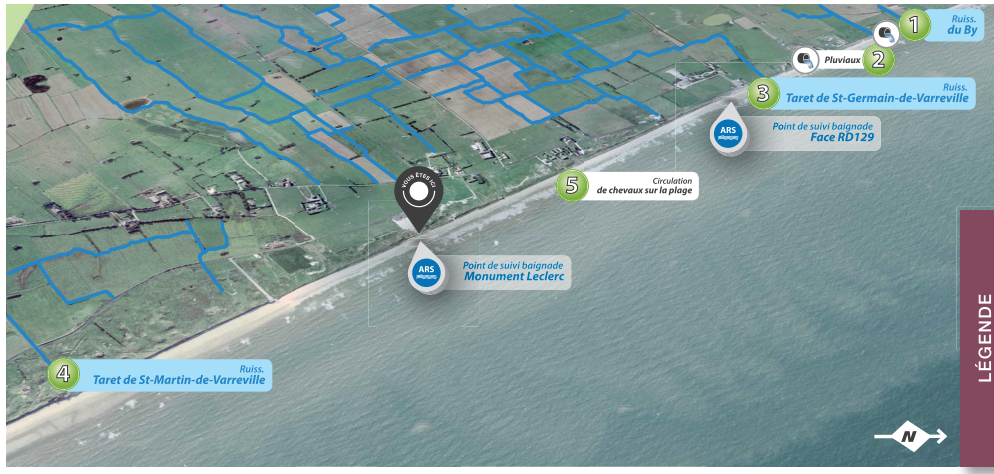 1
Ruiss.
du By
Pluviaux
2
3
Ruiss.
Taret de St-Germain-de-Varreville
ARS
Point de suivi baignade
Face RD129
5
Circulation
de chevaux sur la plage
VOUS ÊTES ICI
ARS
Point de suivi baignade
Monument Leclerc
4
Ruiss.
Taret de St-Martin-de-Varreville
LÉGENDE
N